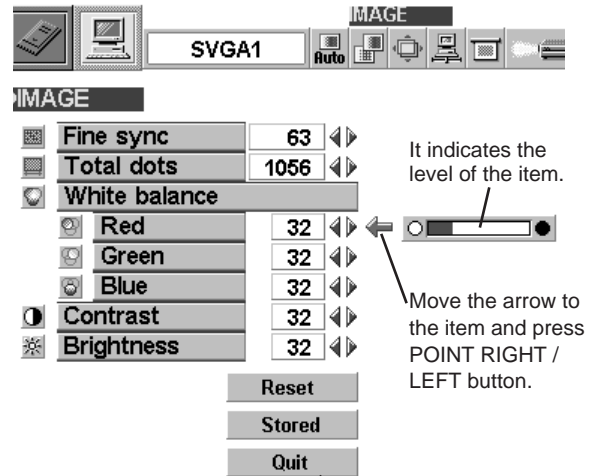 IMAGE
SVGA1
Auto
IMAGE
Fine sync 63
Total dots 1056
White balance
Red 32
Green 32
Blue 32
Contrast 32
Brightness 32
Reset
Stored
Quit
It indicates the
level of the item.
Move the arrow to
the item and press
POINT RIGHT /
LEFT button.